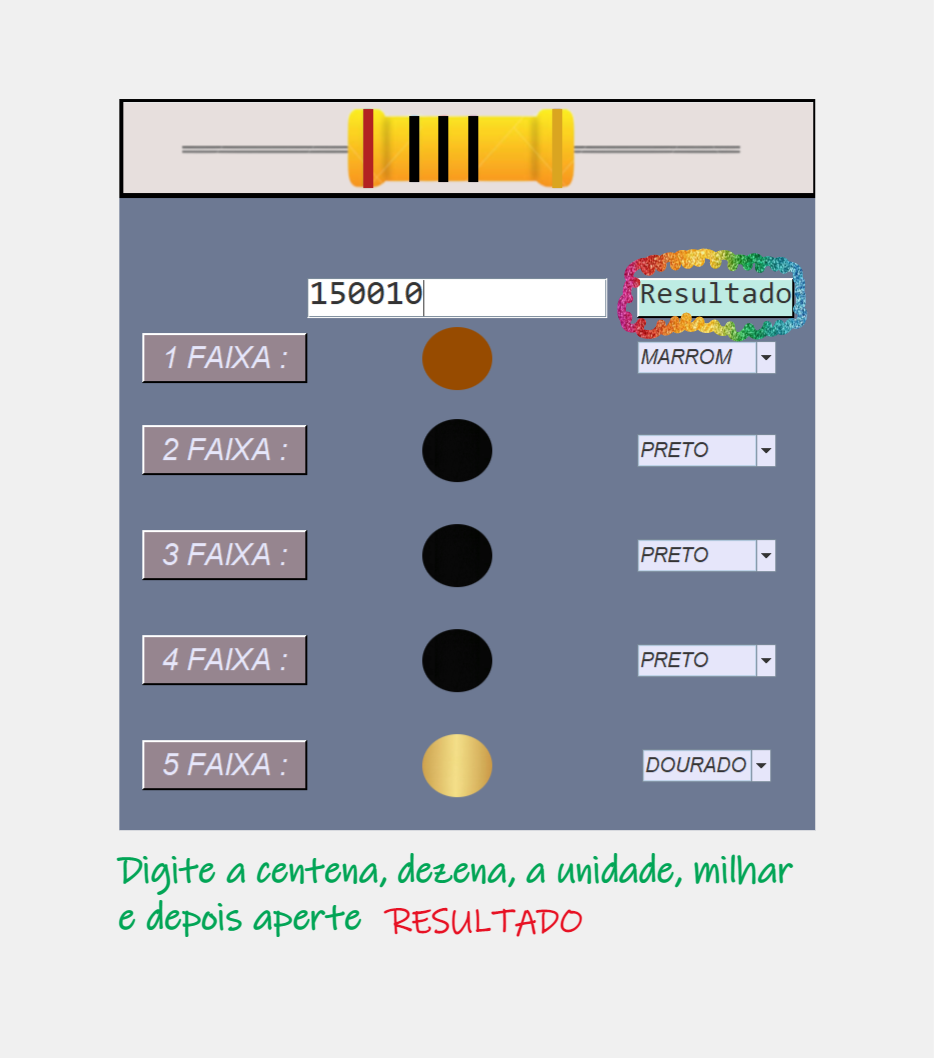 150010 Resultado
1 FAIXA : MARROM
2 FAIXA : PRETO
3 FAIXA : PRETO
4 FAIXA : PRETO
5 FAIXA : DOURADO
Digite a centena, dezena, a unidade, milhar
e depois aperte RESULTADO